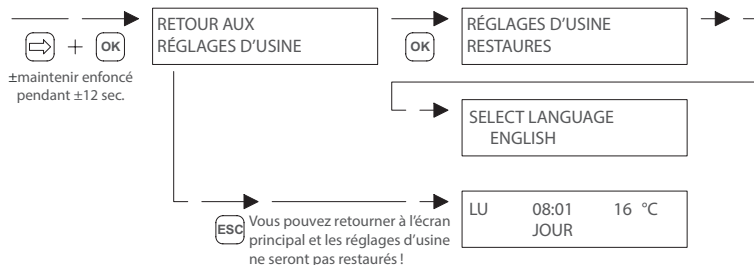 RETOUR AUX
RÉGLAGES D'USINE
+ OK
±maintenir enfoncé
pendant ±12 sec.
OK
RÉGLAGES D'USINE
RESTAURES
SELECT LANGUAGE
ENGLISH
ESC
Vous pouvez retourner à l'écran
principal et les réglages d'usine
ne seront pas restaurés !
LU 08:01 16 °C
JOUR